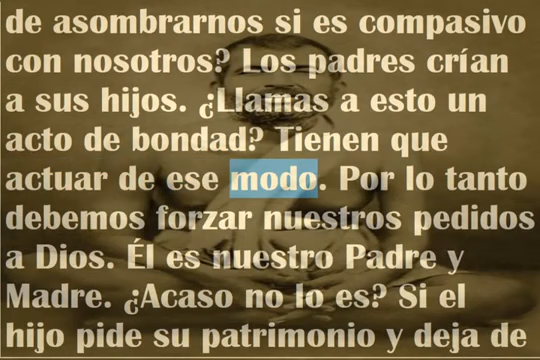 de asombrarnos si es compasivo
con nosotros? Los padres crían
a sus hijos. ¿Llamas a esto un
acto de bondad? Tienen que
actuar de ese modo. Por lo tanto
debemos forzar nuestros pedidos
a Dios. Él es nuestro Padre y
Madre. ¿Acaso no lo es? Si el
hijo pide su patrimonio y deja de